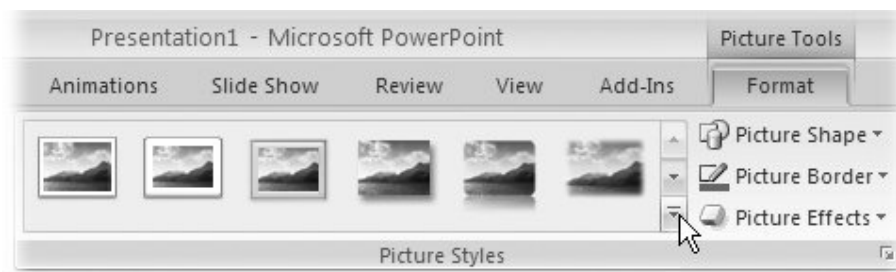 Presentation1 - Microsoft PowerPoint
Picture Tools
Animations Slide Show Review View Add-Ins Format
Picture Shape
Picture Border
Picture Effects
Picture Styles